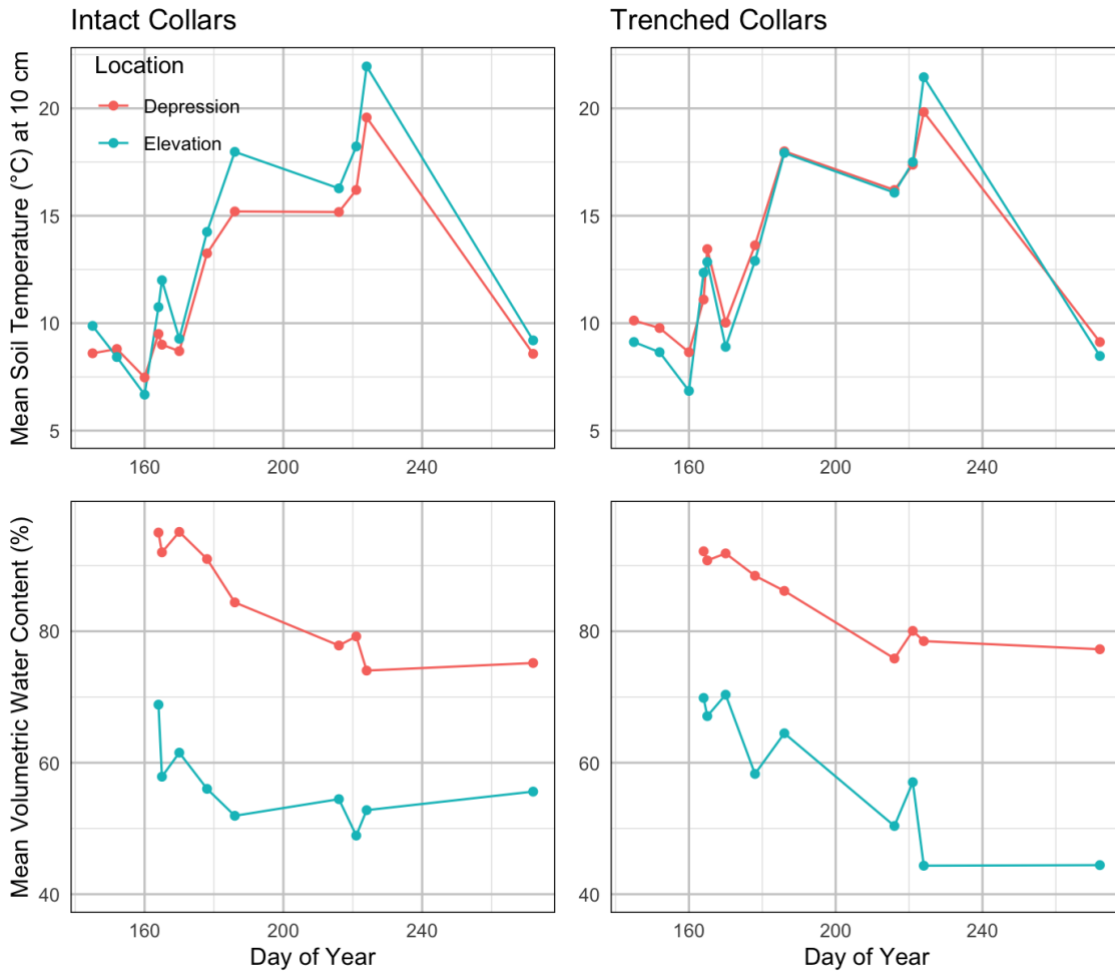 Intact Collars
Trenched Collars
Mean Soil Temperature (°C) at 10 cm
Location
Depression
Elevation
20
15
10
5
160 200 240
20
15
10
5
160 200 240
Mean Volumetric Water Content (%)
80
60
40
160 200 240
Day of Year
80
60
40
160 200 240
Day of Year